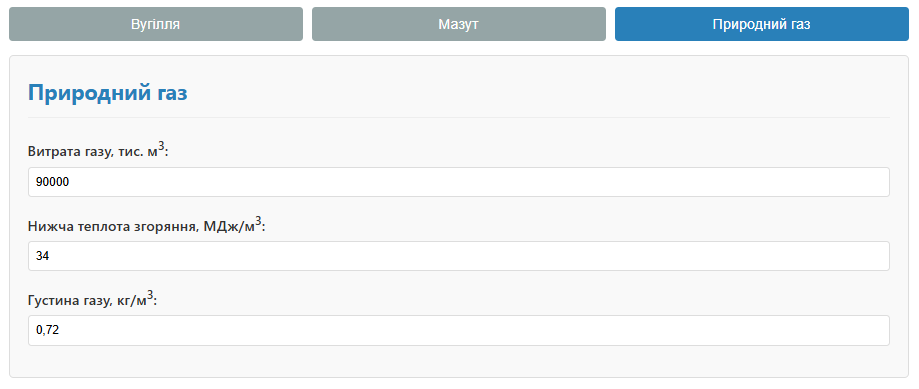 Вугілля
Мазут
Природний газ
Природний газ
Витрата газу, тис. м³:
90000
Нижча теплота згоряння, МДж/м³:
34
Густина газу, кг/м³:
0,72